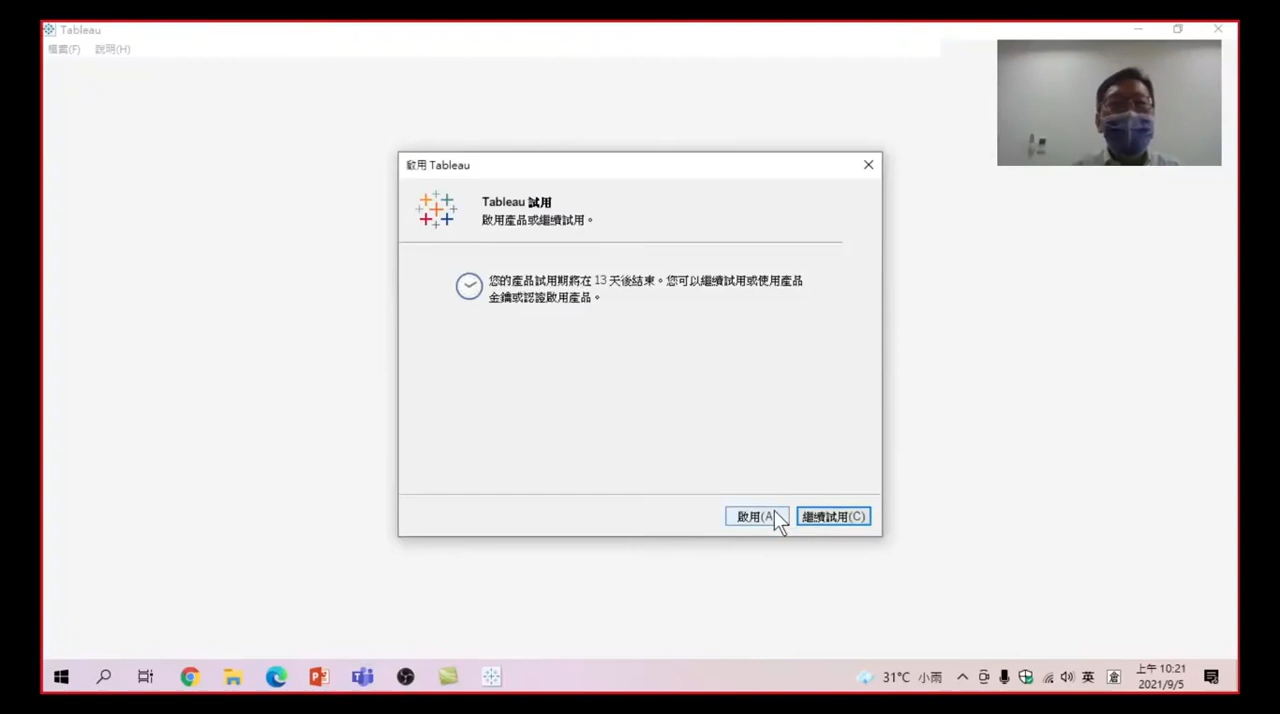 Tableau
檔案(F) 說明(H)
啟用 Tableau
Tableau 試用
啟用產品或繼續試用。
您的產品試用期將在 13 天後結束。您可以繼續試用或使用產品
金鑰或認證啟用產品。
啟用(A
繼續試用(C)
31°C 小雨
英
倉
上午 10:21
2021/9/5